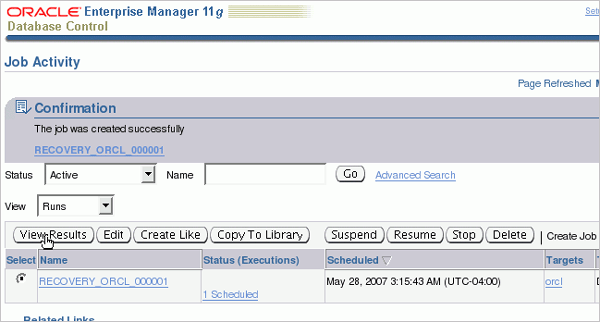 ORACLE Enterprise Manager 11g
Database Control
Job Activity
Page Refreshed
Confirmation
The job was created successfully
RECOVERY_ORCL_000001
Status Active Name Go Advanced Search
View Runs
View Results Edit Create Like Copy To Library Suspend Resume Stop Delete | Create Job
Select Name Status (Executions) Scheduled Targets
RECOVERY_ORCL_000001 1 Scheduled May 28, 2007 3:15:43 AM (UTC-04:00) orcl
Related Links